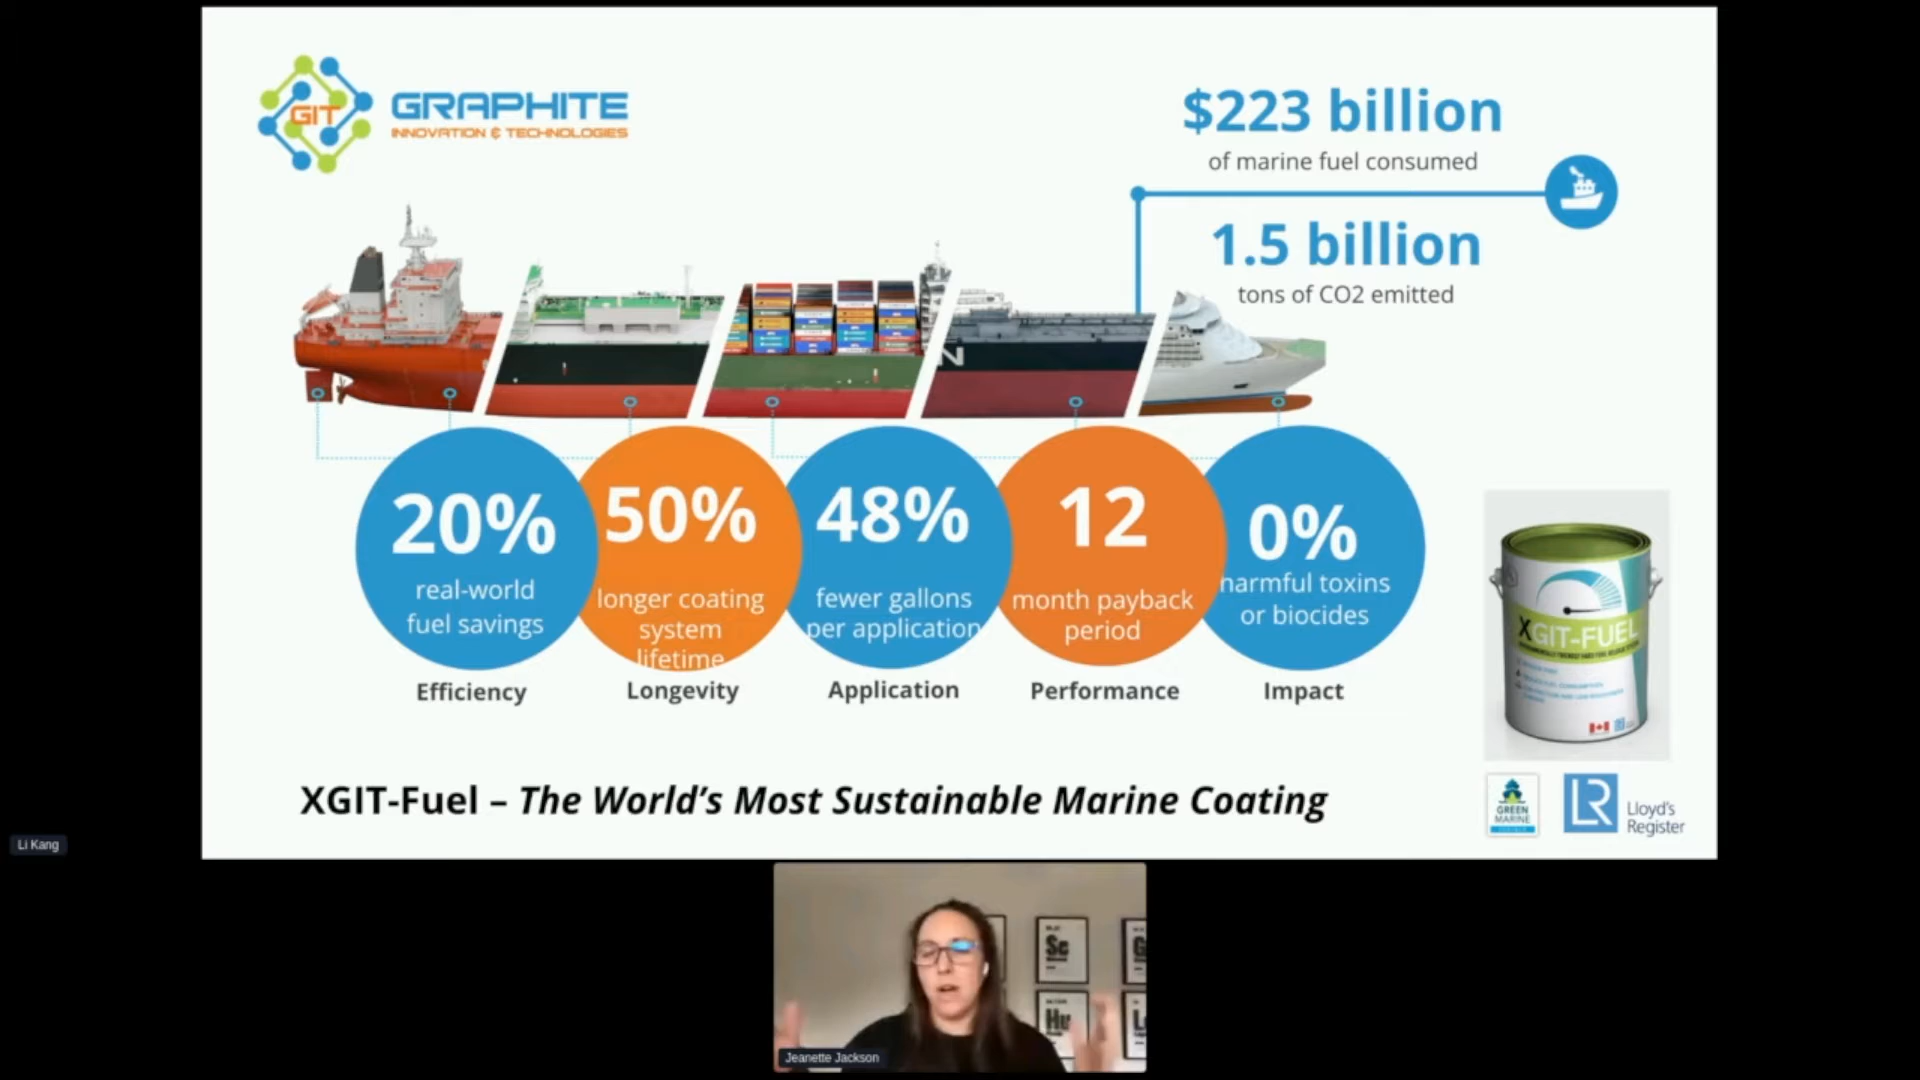 GIT
GRAPHITE
INNOVATION & TECHNOLOGIES
$223 billion
of marine fuel consumed
1.5 billion
tons of CO2 emitted
N
20%
real-world
fuel savings
Efficiency
50%
longer coating
system
lifetime
Longevity
48%
fewer gallons
per application
Application
12
month payback
period
Performance
0%
harmful toxins
or biocides
Impact
XGIT-FUEL
XGIT-Fuel – The World's Most Sustainable Marine Coating
GREEN
MARINE
LR
Lloyd's
Register
Li Kang
Sc
G
Hu
L
Jeanette Jackson